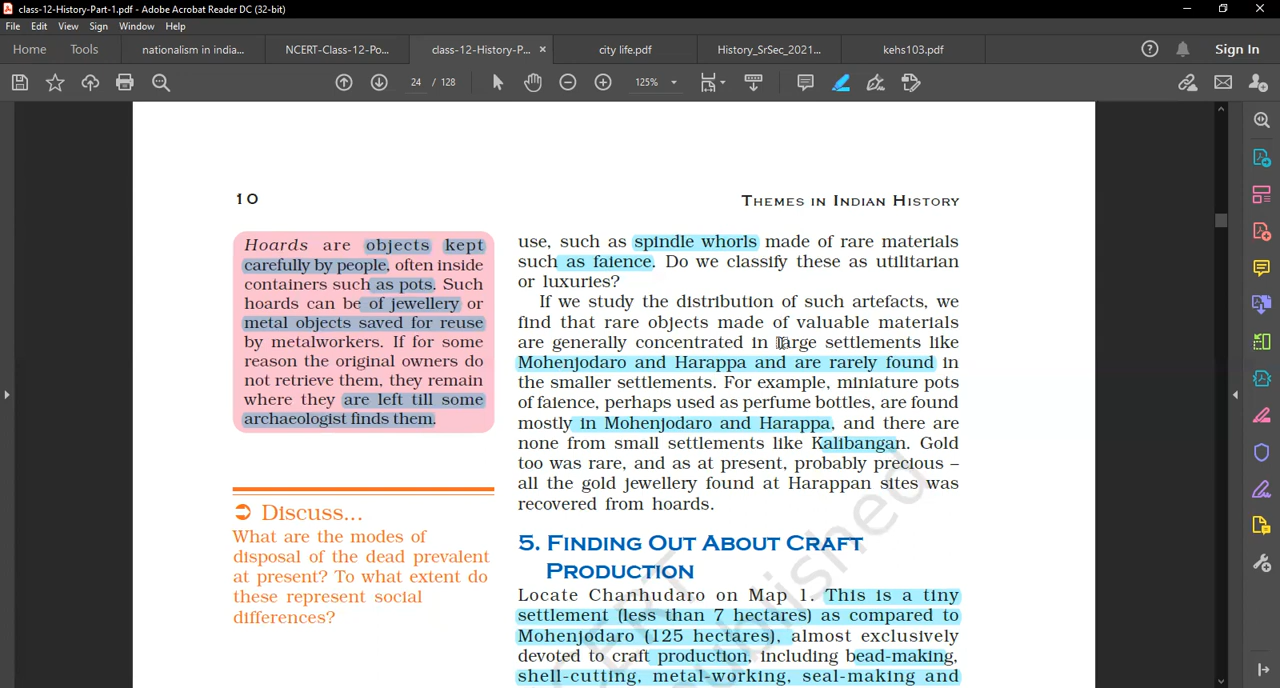 class-12-History-Part-1.pdf - Adobe Acrobat Reader DC (32-bit)
File Edit View Sign Window Help
Home Tools nationalism in india... NCERT-Class-12-Po... class-12-History-P... × city life.pdf History_SrSec_2021... kehs103.pdf Sign In
24 / 128 125%
10
THEMES IN INDIAN HISTORY
Hoards are objects kept
carefully by people, often inside
containers such as pots. Such
hoards can be of jewellery or
metal objects saved for reuse
by metalworkers. If for some
reason the original owners do
not retrieve them, they remain
where they are left till some
archaeologist finds them.
Discuss...
What are the modes of
disposal of the dead prevalent
at present? To what extent do
these represent social
differences?
use, such as spindle whorls made of rare materials
such as faience. Do we classify these as utilitarian
or luxuries?
If we study the distribution of such artefacts, we
find that rare objects made of valuable materials
are generally concentrated in large settlements like
Mohenjodaro and Harappa and are rarely found in
the smaller settlements. For example, miniature pots
of faience, perhaps used as perfume bottles, are found
mostly in Mohenjodaro and Harappa, and there are
none from small settlements like Kalibangan. Gold
too was rare, and as at present, probably precious –
all the gold jewellery found at Harappan sites was
recovered from hoards.
5. FINDING OUT ABOUT CRAFT
PRODUCTION
Locate Chanhudaro on Map 1. This is a tiny
settlement (less than 7 hectares) as compared to
Mohenjodaro (125 hectares), almost exclusively
devoted to craft production, including bead-making,
shell-cutting, metal-working, seal-making and